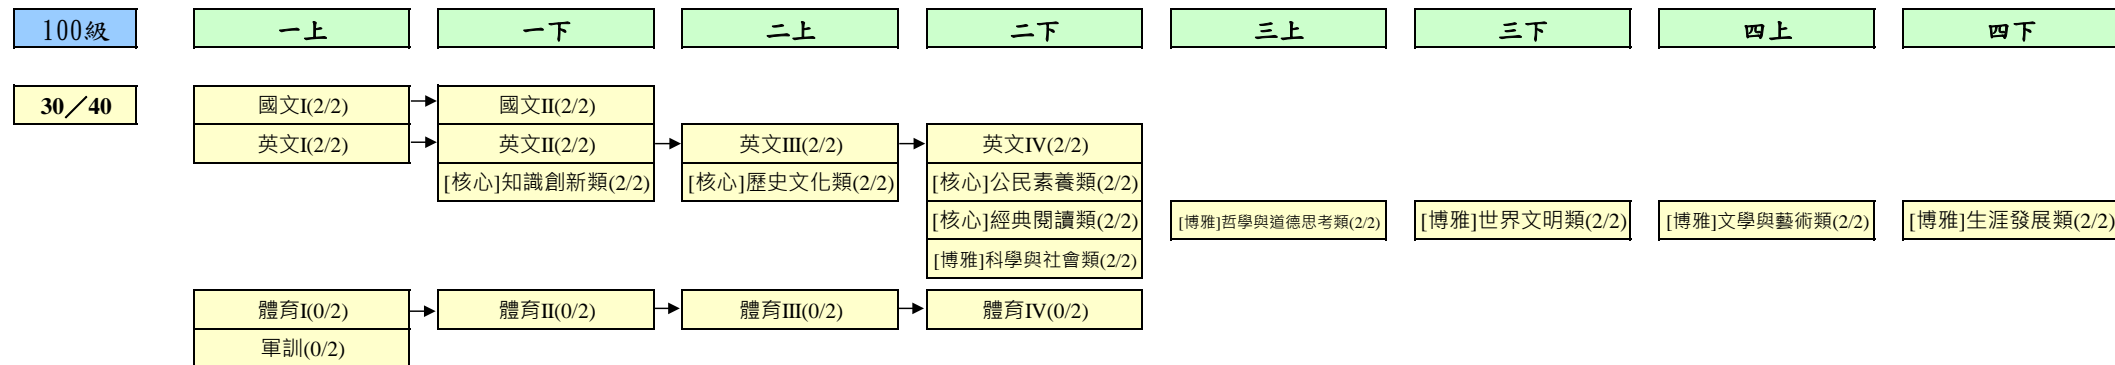 100級 一上 一下 二上 二下 三上 三下 四上 四下
30／40 國文I(2/2) 國文II(2/2)
英文I(2/2) 英文II(2/2) 英文III(2/2) 英文IV(2/2)
[核心]知識創新類(2/2) [核心]歷史文化類(2/2) [核心]公民素養類(2/2)
[核心]經典閱讀類(2/2) [博雅]哲學與道德思考類(2/2) [博雅]世界文明類(2/2) [博雅]文學與藝術類(2/2) [博雅]生涯發展類(2/2)
[博雅]科學與社會類(2/2)
體育I(0/2) 體育II(0/2) 體育III(0/2) 體育IV(0/2)
軍訓(0/2)